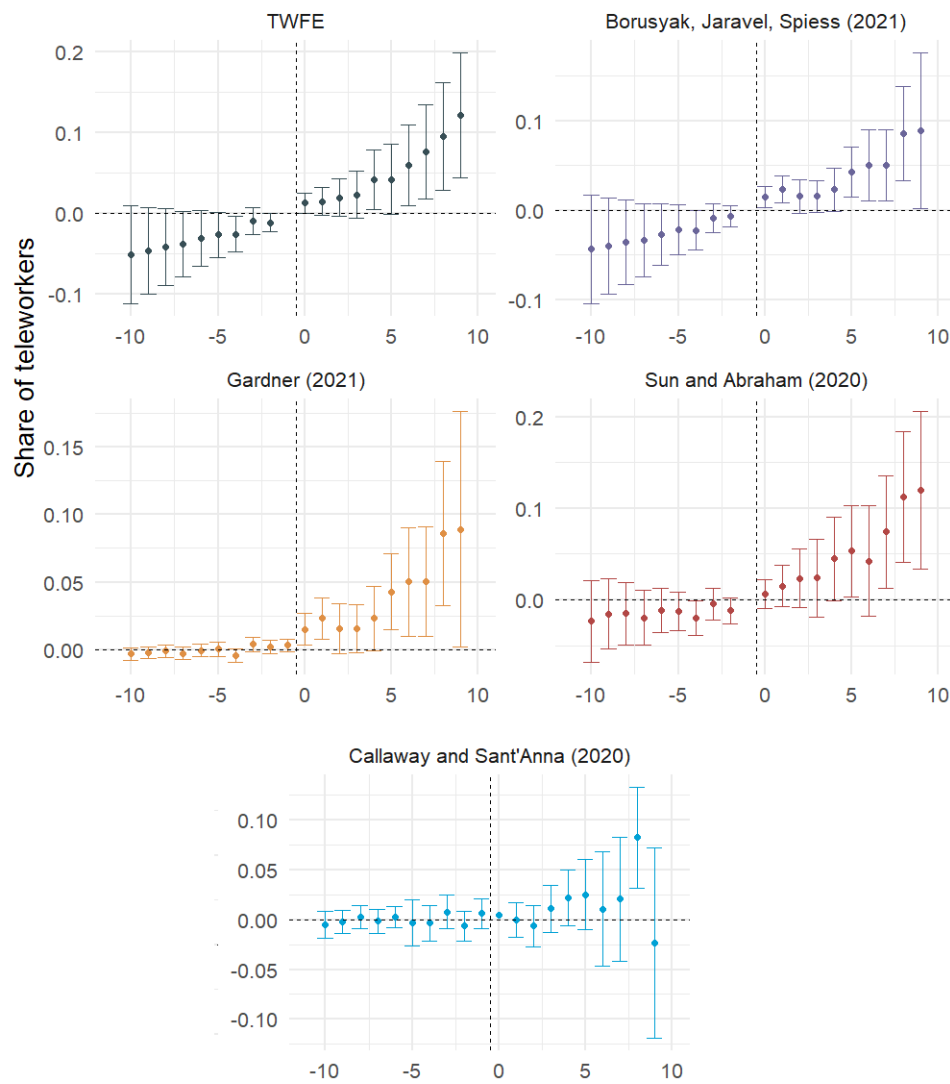 TWFE
Borusyak, Jaravel, Spiess (2021)
Share of teleworkers
0.2
0.1
0.0
-0.1
-10 -5 0 5 10
0.1
0.0
-0.1
-10 -5 0 5 10
Gardner (2021)
Sun and Abraham (2020)
0.15
0.10
0.05
0.00
-10 -5 0 5 10
0.2
0.1
0.0
-10 -5 0 5 10
Callaway and Sant'Anna (2020)
0.10
0.05
0.00
-0.05
-0.10
-10 -5 0 5 10